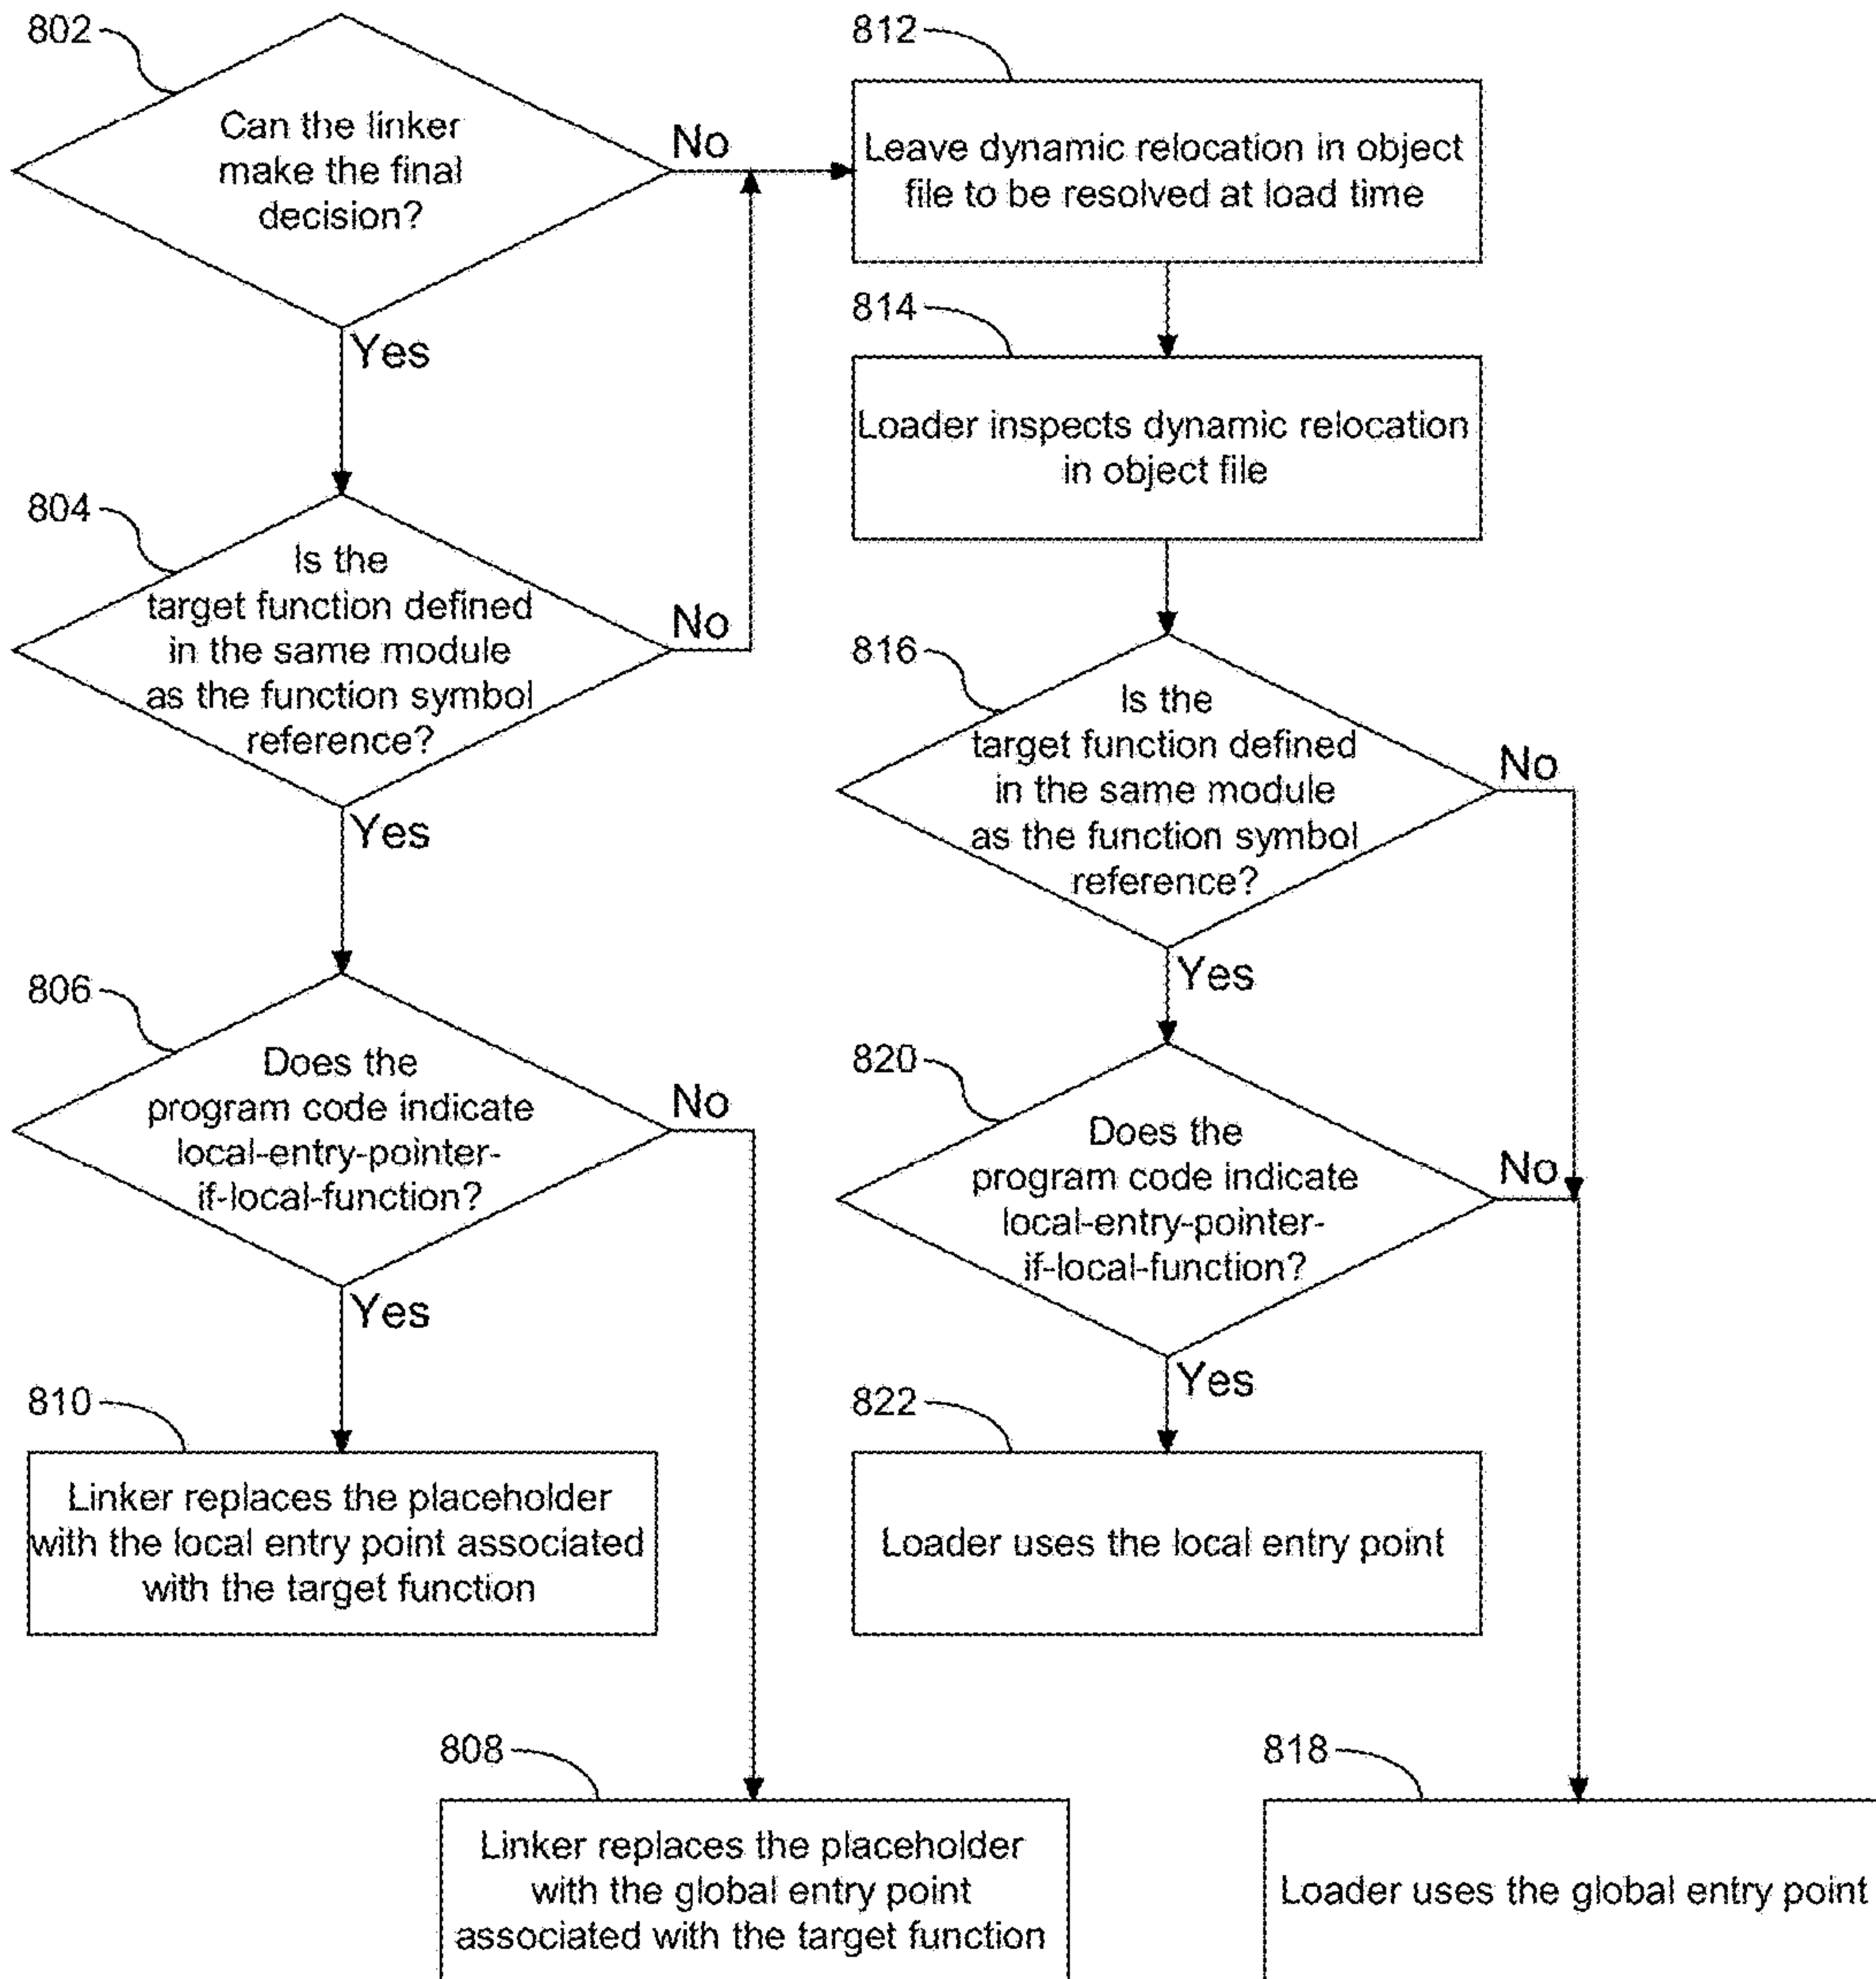 802
Can the linker
make the final
decision?
No
Yes
804
Is the
target function defined
in the same module
as the function symbol
reference?
No
Yes
806
Does the
program code indicate
local-entry-pointer-
if-local-function?
No
Yes
810
Linker replaces the placeholder
with the local entry point associated
with the target function
808
Linker replaces the placeholder
with the global entry point
associated with the target function
812
Leave dynamic relocation in object
file to be resolved at load time
814
Loader inspects dynamic relocation
in object file
816
Is the
target function defined
in the same module
as the function symbol
reference?
No
Yes
820
Does the
program code indicate
local-entry-pointer-
if-local-function?
No
Yes
822
Loader uses the local entry point
818
Loader uses the global entry point